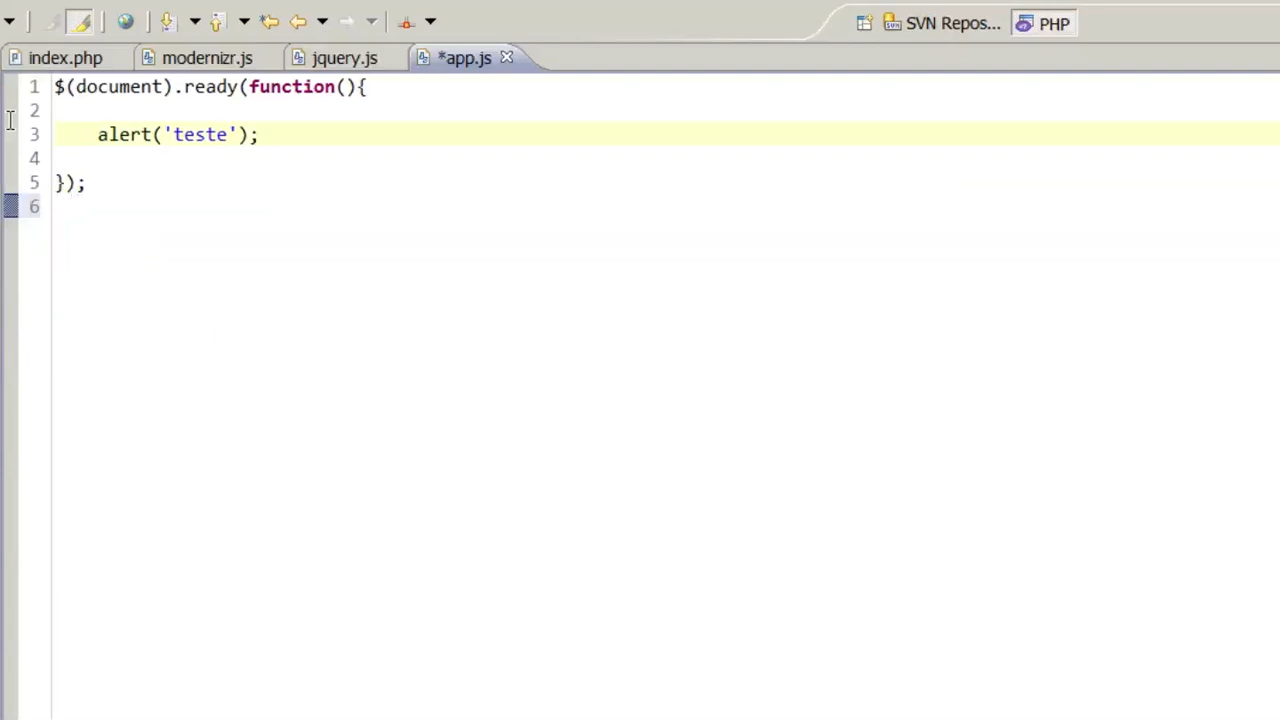 SVN Repos... PHP
index.php modernizr.js jquery.js *app.js
1 $(document).ready(function(){
2
3 alert('teste');
4
5 });
6